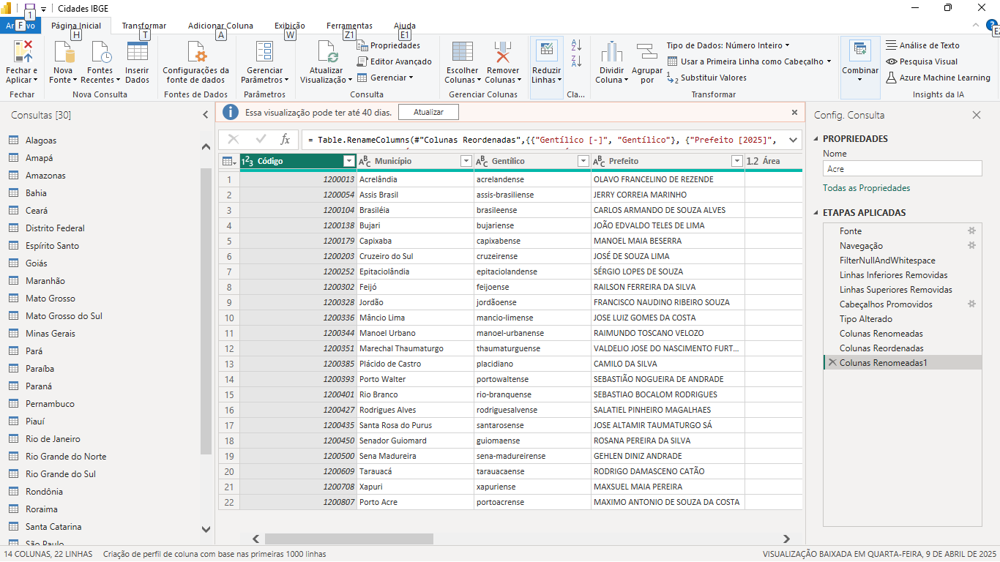 Cidades IBGE
1
Arquivo
Página Inicial
Transformar
Adicionar Coluna
Exibição
Ferramentas
Ajuda
F
H
T
A
W
Z1
E1
Fechar e Aplicar
Nova Fonte
Fontes Recentes
Inserir Dados
Configurações da fonte de dados
Gerenciar Parâmetros
Atualizar Visualização
Propriedades
Editor Avançado
Gerenciar
Escolher Colunas
Remover Colunas
Reduzir Linhas
Dividir Coluna
Agrupar por
Tipo de Dados: Número Inteiro
Usar a Primeira Linha como Cabeçalho
Substituir Valores
Combinar
Análise de Texto
Pesquisa Visual
Azure Machine Learning
Fechar
Nova Consulta
Fontes de Dados
Parâmetros
Consulta
Gerenciar Colunas
Cla...
Transformar
Insights da IA
Consultas [30]
Alagoas
Amapá
Amazonas
Bahia
Ceará
Distrito Federal
Espírito Santo
Goiás
Maranhão
Mato Grosso
Mato Grosso do Sul
Minas Gerais
Pará
Paraíba
Paraná
Pernambuco
Piauí
Rio de Janeiro
Rio Grande do Norte
Rio Grande do Sul
Rondônia
Roraima
Santa Catarina
São Paulo
Essa visualização pode ter até 40 dias.
Atualizar
= Table.RenameColumns(#"Colunas Reordenadas",{{"Gentílico [-]", "Gentílico"}, {"Prefeito [2025]",
Código Município Gentílico Prefeito 1.2 Área
1 1200013 Acrelândia acrelandense OLAVO FRANCELINO DE REZENDE
2 1200054 Assis Brasil assis-brasiliense JERRY CORREIA MARINHO
3 1200104 Brasiléia brasileense CARLOS ARMANDO DE SOUZA ALVES
4 1200138 Bujari bujariense JOÃO EDVALDO TELES DE LIMA
5 1200179 Capixaba capixabense MANOEL MAIA BESERRA
6 1200203 Cruzeiro do Sul cruzeirense JOSÉ DE SOUZA LIMA
7 1200252 Epitaciolândia epitaciolandense SÉRGIO LOPES DE SOUZA
8 1200302 Feijó feijoense RAILSON FERREIRA DA SILVA
9 1200328 Jordão jordãoense FRANCISCO NAUDINO RIBEIRO SOUZA
10 1200336 Mâncio Lima mancio-limense JOSE LUIZ GOMES DA COSTA
11 1200344 Manoel Urbano manoel-urbanense RAIMUNDO TOSCANO VELOZO
12 1200351 Marechal Thaumaturgo thaumaturguense VALDELIO JOSE DO NASCIMENTO FURT...
13 1200385 Plácido de Castro placidiano CAMILO DA SILVA
14 1200393 Porto Walter portowaltense SEBASTIÃO NOGUEIRA DE ANDRADE
15 1200401 Rio Branco rio-branquense SEBASTIAO BOCALOM RODRIGUES
16 1200427 Rodrigues Alves rodriguesalvense SALATIEL PINHEIRO MAGALHAES
17 1200435 Santa Rosa do Purus santarosense JOSE ALTAMIR TAUMATURGO SÁ
18 1200450 Senador Guiomard guiomaense ROSANA PEREIRA DA SILVA
19 1200500 Sena Madureira sena-madureirense GEHLEN DINIZ ANDRADE
20 1200609 Tarauacá tarauacaense RODRIGO DAMASCENO CATÃO
21 1200708 Xapuri xapuriense MAXSUEL MAIA PEREIRA
22 1200807 Porto Acre portoacrense MAXIMO ANTONIO DE SOUZA DA COSTA
Config. Consulta
PROPRIEDADES
Nome
Acre
Todas as Propriedades
ETAPAS APLICADAS
Fonte
Navegação
FilterNullAndWhitespace
Linhas Inferiores Removidas
Linhas Superiores Removidas
Cabeçalhos Promovidos
Tipo Alterado
Colunas Renomeadas
Colunas Reordenadas
Colunas Renomeadas1
14 COLUNAS, 22 LINHAS
Criação de perfil de coluna com base nas primeiras 1000 linhas
VISUALIZAÇÃO BAIXADA EM QUARTA-FEIRA, 9 DE ABRIL DE 2025